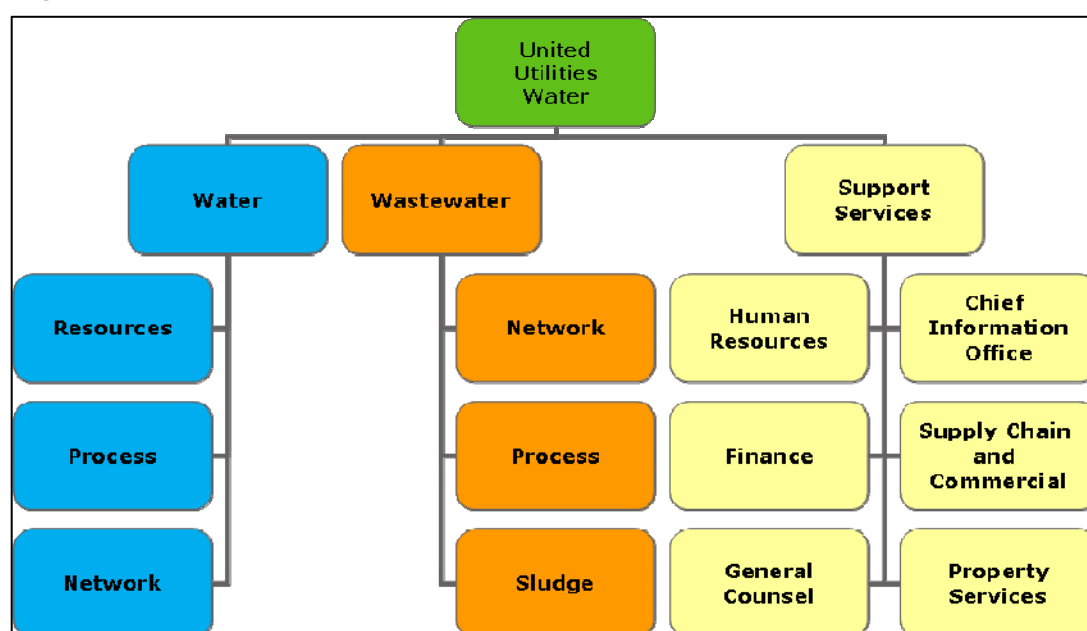 United
Utilities
Water
Water
Wastewater
Support
Services
Resources
Network
Human
Resources
Chief
Information
Office
Process
Process
Finance
Supply Chain
and
Commercial
Network
Sludge
General
Counsel
Property
Services